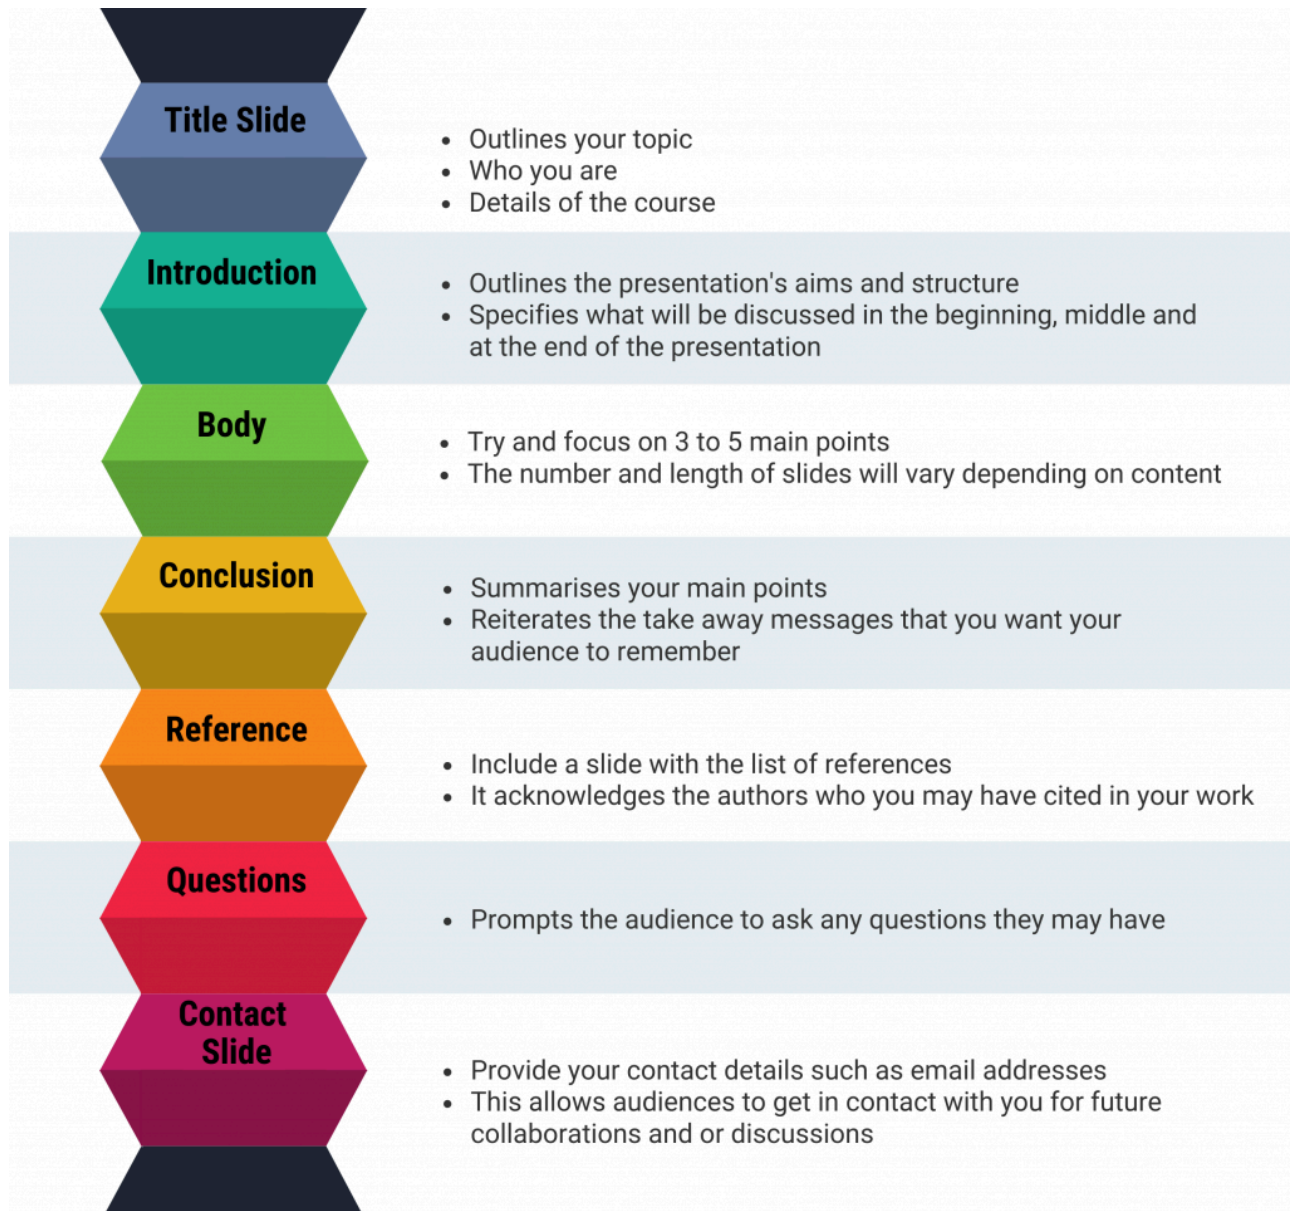 Title Slide
• Outlines your topic
• Who you are
• Details of the course
Introduction
• Outlines the presentation's aims and structure
• Specifies what will be discussed in the beginning, middle and
at the end of the presentation
Body
• Try and focus on 3 to 5 main points
• The number and length of slides will vary depending on content
Conclusion
• Summarises your main points
• Reiterates the take away messages that you want your
audience to remember
Reference
• Include a slide with the list of references
• It acknowledges the authors who you may have cited in your work
Questions
• Prompts the audience to ask any questions they may have
Contact
Slide
• Provide your contact details such as email addresses
• This allows audiences to get in contact with you for future
collaborations and or discussions